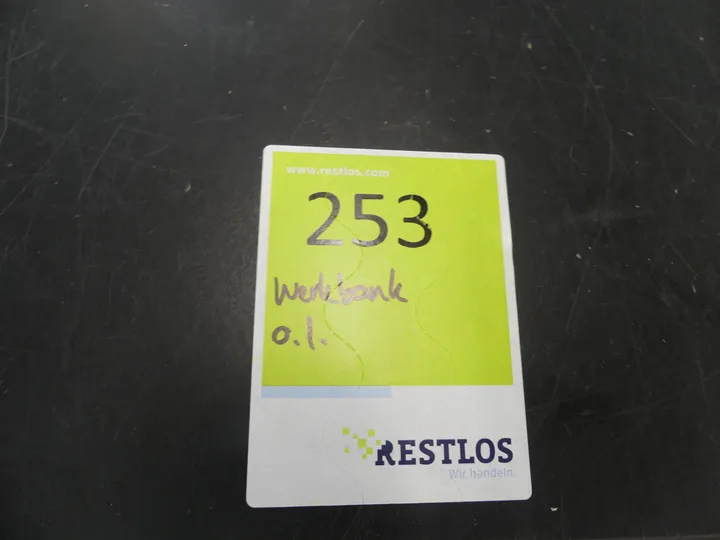 www.restlos.com
253
Werkbank
o.l.
RESTLOS
Wir handeln.